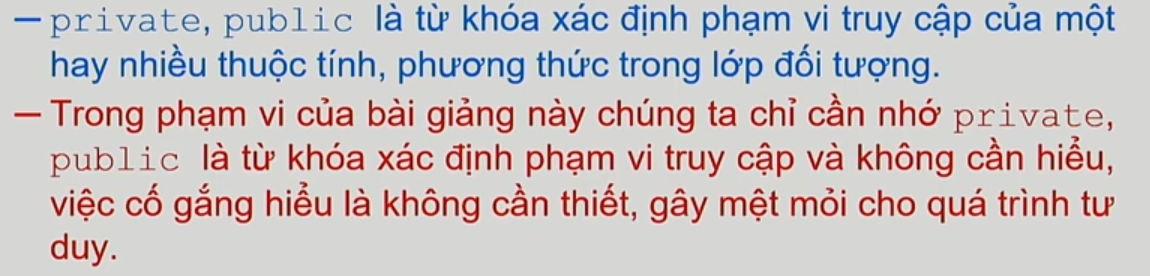 – private, public là từ khóa xác định phạm vi truy cập của một
hay nhiều thuộc tính, phương thức trong lớp đối tượng.
– Trong phạm vi của bài giảng này chúng ta chỉ cần nhớ private,
public là từ khóa xác định phạm vi truy cập và không cần hiểu,
việc cố gắng hiểu là không cần thiết, gây mệt mỏi cho quá trình tư
duy.